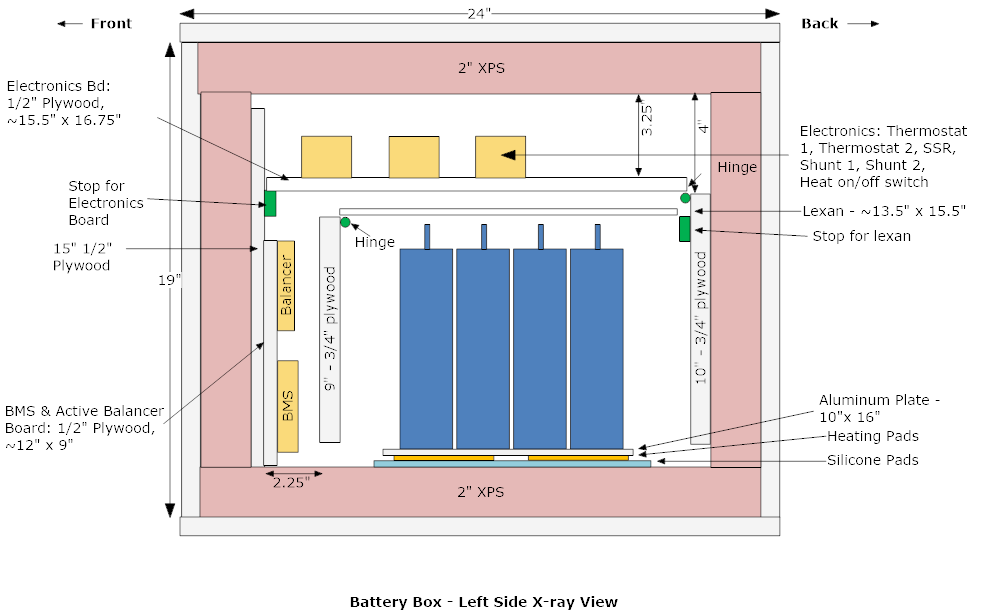 24"
Front
Back
2" XPS
Electronics Bd:
1/2" Plywood,
~15.5" x 16.75"
3.25"
4"
Electronics: Thermostat
1, Thermostat 2, SSR,
Shunt 1, Shunt 2,
Heat on/off switch
Hinge
Stop for
Electronics
Board
Lexan - ~13.5" x 15.5"
Hinge
Stop for lexan
15" 1/2"
Plywood
19"
Balancer
9" - 3/4" plywood
10" - 3/4" plywood
BMS
BMS & Active Balancer
Board: 1/2" Plywood,
~12" x 9"
Aluminum Plate -
10"x 16"
Heating Pads
Silicone Pads
2.25"
2" XPS
Battery Box - Left Side X-ray View